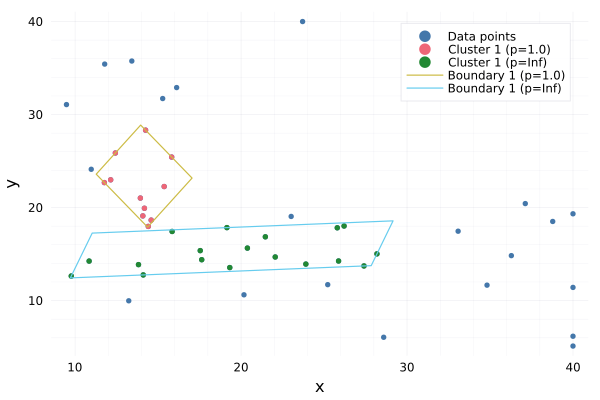 40
30
20
10
y
Data points
Cluster 1 (p=1.0)
Cluster 1 (p=Inf)
Boundary 1 (p=1.0)
Boundary 1 (p=Inf)
10 20 30 40
x